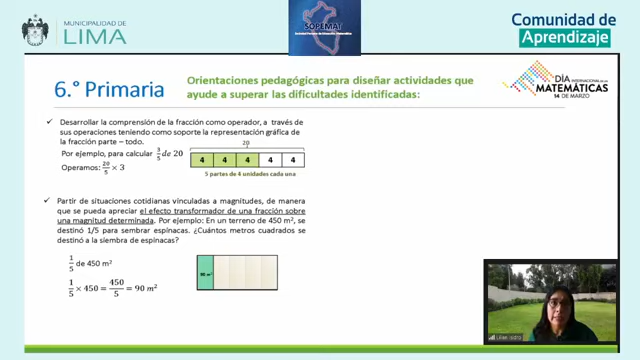 MUNICIPALIDAD DE
LIMA
SOPEMAT
Comunidad de
Aprendizaje
6.° Primaria
Orientaciones pedagógicas para diseñar actividades que
ayude a superar las dificultades identificadas:
DÍA
INTERNACIONAL DE LAS
MATEMÁTICAS
14 DE MARZO
✓ Desarrollar la comprensión de la fracción como operador, a través de
sus operaciones teniendo como soporte la representación gráfica de
la fracción parte – todo.
Por ejemplo, para calcular 3/5 de 20
Operamos: 20/5 × 3
20
4 4 4 4 4
5 partas de 4 unidades cada una
✓ Partir de situaciones cotidianas vinculadas a magnitudes, de manera
que se pueda apreciar el efecto transformador de una fracción sobre
una magnitud determinada. Por ejemplo: En un terreno de 450 m², se
destinó 1/5 para sembrar espinacas. ¿Cuántos metros cuadrados se
destinó a la siembra de espinacas?
1/5 de 450 m²
1/5 × 450 = 450/5 = 90 m²
90 m²